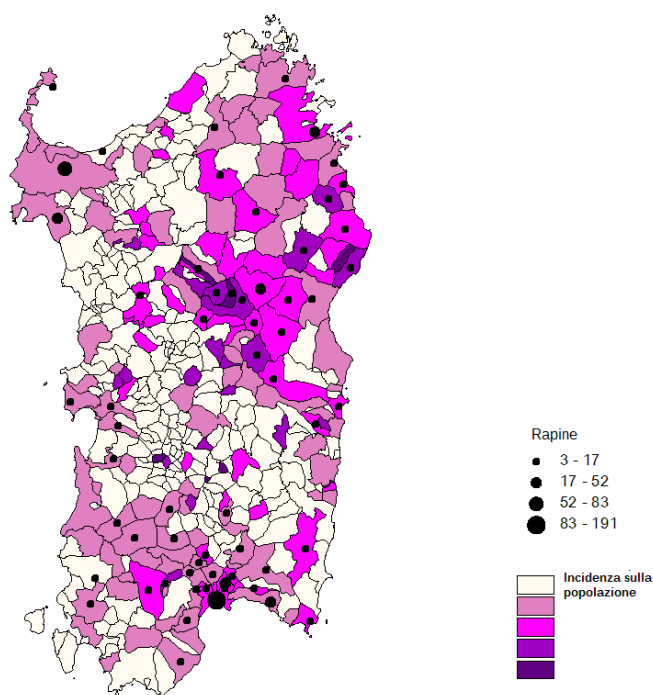 Rapine
3 - 17
17 - 52
52 - 83
83 - 191
Incidenza sulla
popolazione